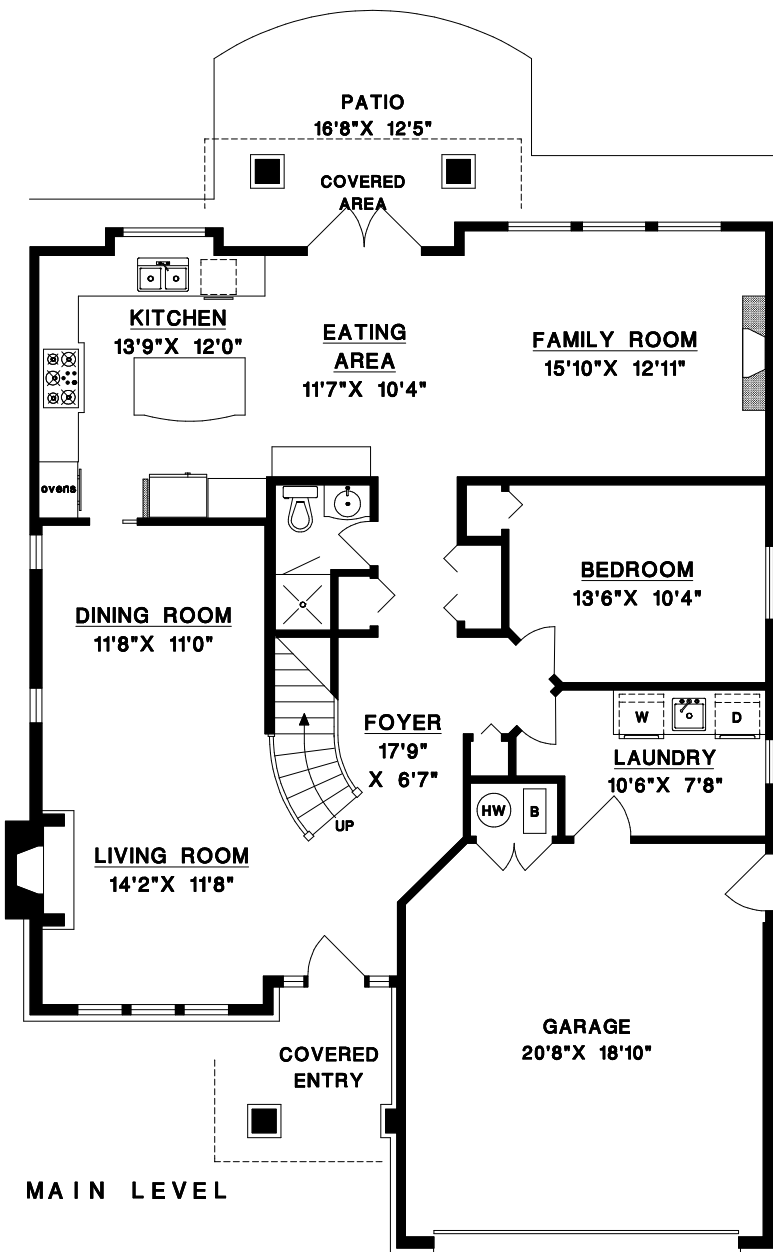 PATIO
16'8"X 12'5"
COVERED
AREA
KITCHEN
13'9"X 12'0"
EATING
AREA
11'7"X 10'4"
FAMILY ROOM
15'10"X 12'11"
ovens
BEDROOM
13'6"X 10'4"
DINING ROOM
11'8"X 11'0"
FOYER
17'9"
X 6'7"
W
D
LAUNDRY
10'6"X 7'8"
HW
B
UP
LIVING ROOM
14'2"X 11'8"
GARAGE
20'8"X 18'10"
COVERED
ENTRY
MAIN LEVEL